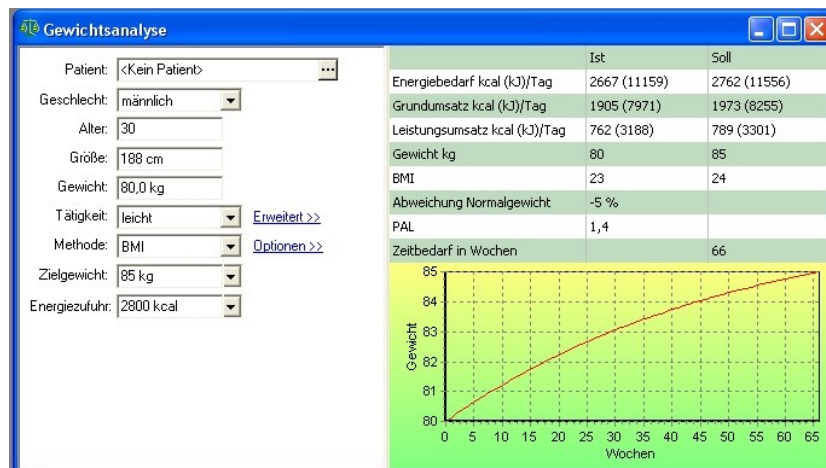 Gewichtsanalyse
Patient: <Kein Patient> ...
Geschlecht: männlich
Alter: 30
Größe: 188 cm
Gewicht: 80,0 kg
Tätigkeit: leicht Erweitert >>
Methode: BMI Optionen >>
Zielgewicht: 85 kg
Energiezufuhr: 2800 kcal
Ist Soll
Energiebedarf kcal (kJ)/Tag 2667 (11159) 2762 (11556)
Grundumsatz kcal (kJ)/Tag 1905 (7971) 1973 (8255)
Leistungsumsatz kcal (kJ)/Tag 762 (3188) 789 (3301)
Gewicht kg 80 85
BMI 23 24
Abweichung Normalgewicht -5 %
PAL 1,4
Zeitbedarf in Wochen 66
Gewicht
85
84
83
82
81
80
0 5 10 15 20 25 30 35 40 45 50 55 60 65
Wochen